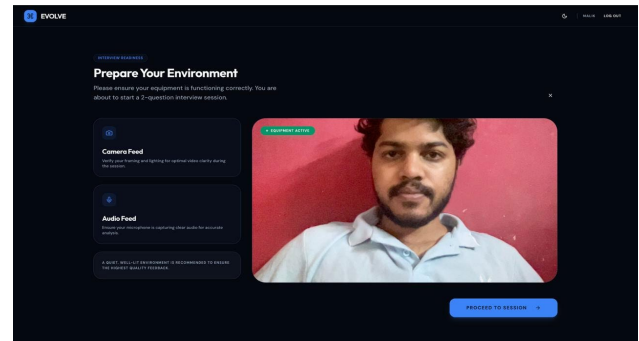 EVOLVE
MALIK
LOG OUT
INTERVIEW READINESS
Prepare Your Environment
Please ensure your equipment is functioning correctly. You are
about to start a 2-question interview session.
EQUIPMENT ACTIVE
Camera Feed
Verify your framing and lighting for optimal video clarity during
the session.
Audio Feed
Ensure your microphone is capturing clear audio for accurate
analysis.
A QUIET, WELL-LIT ENVIRONMENT IS RECOMMENDED TO ENSURE
THE HIGHEST QUALITY FEEDBACK.
PROCEED TO SESSION